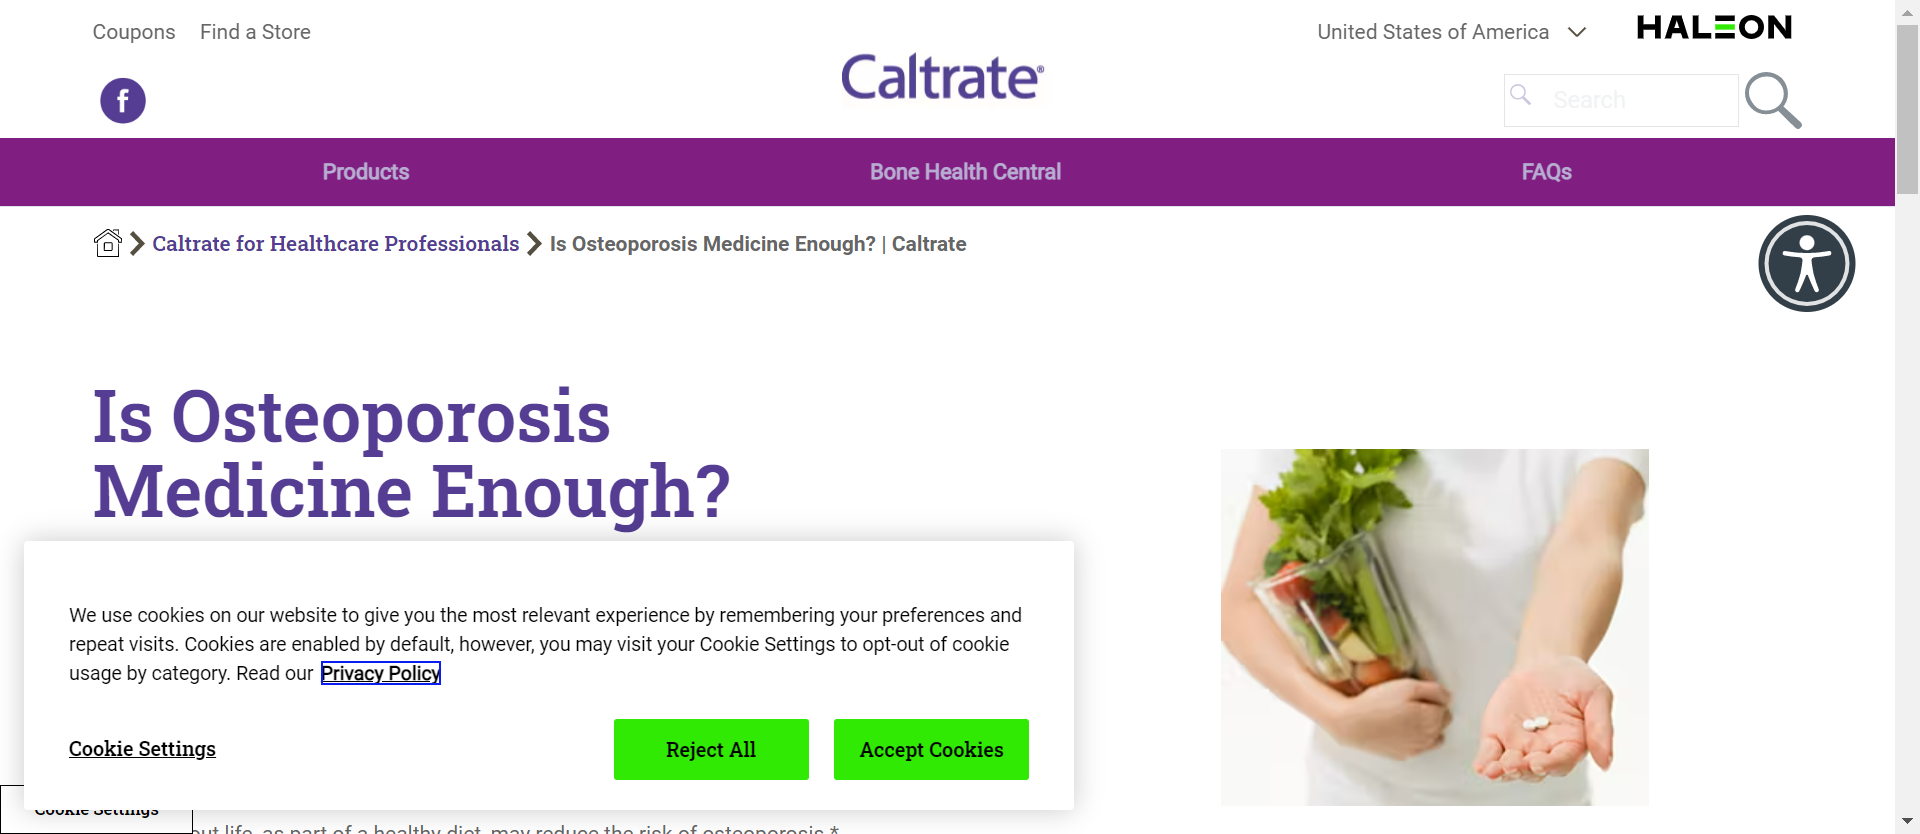 Coupons Find a Store
United States of America
HALEON
f
Caltrate®
Search
Products Bone Health Central FAQs
Caltrate for Healthcare Professionals Is Osteoporosis Medicine Enough? | Caltrate
Is Osteoporosis
Medicine Enough?
We use cookies on our website to give you the most relevant experience by remembering your preferences and
repeat visits. Cookies are enabled by default, however, you may visit your Cookie Settings to opt-out of cookie
usage by category. Read our Privacy Policy
Cookie Settings Reject All Accept Cookies
Cookie Settings
out life, as part of a healthy diet, may reduce the risk of osteoporosis.*